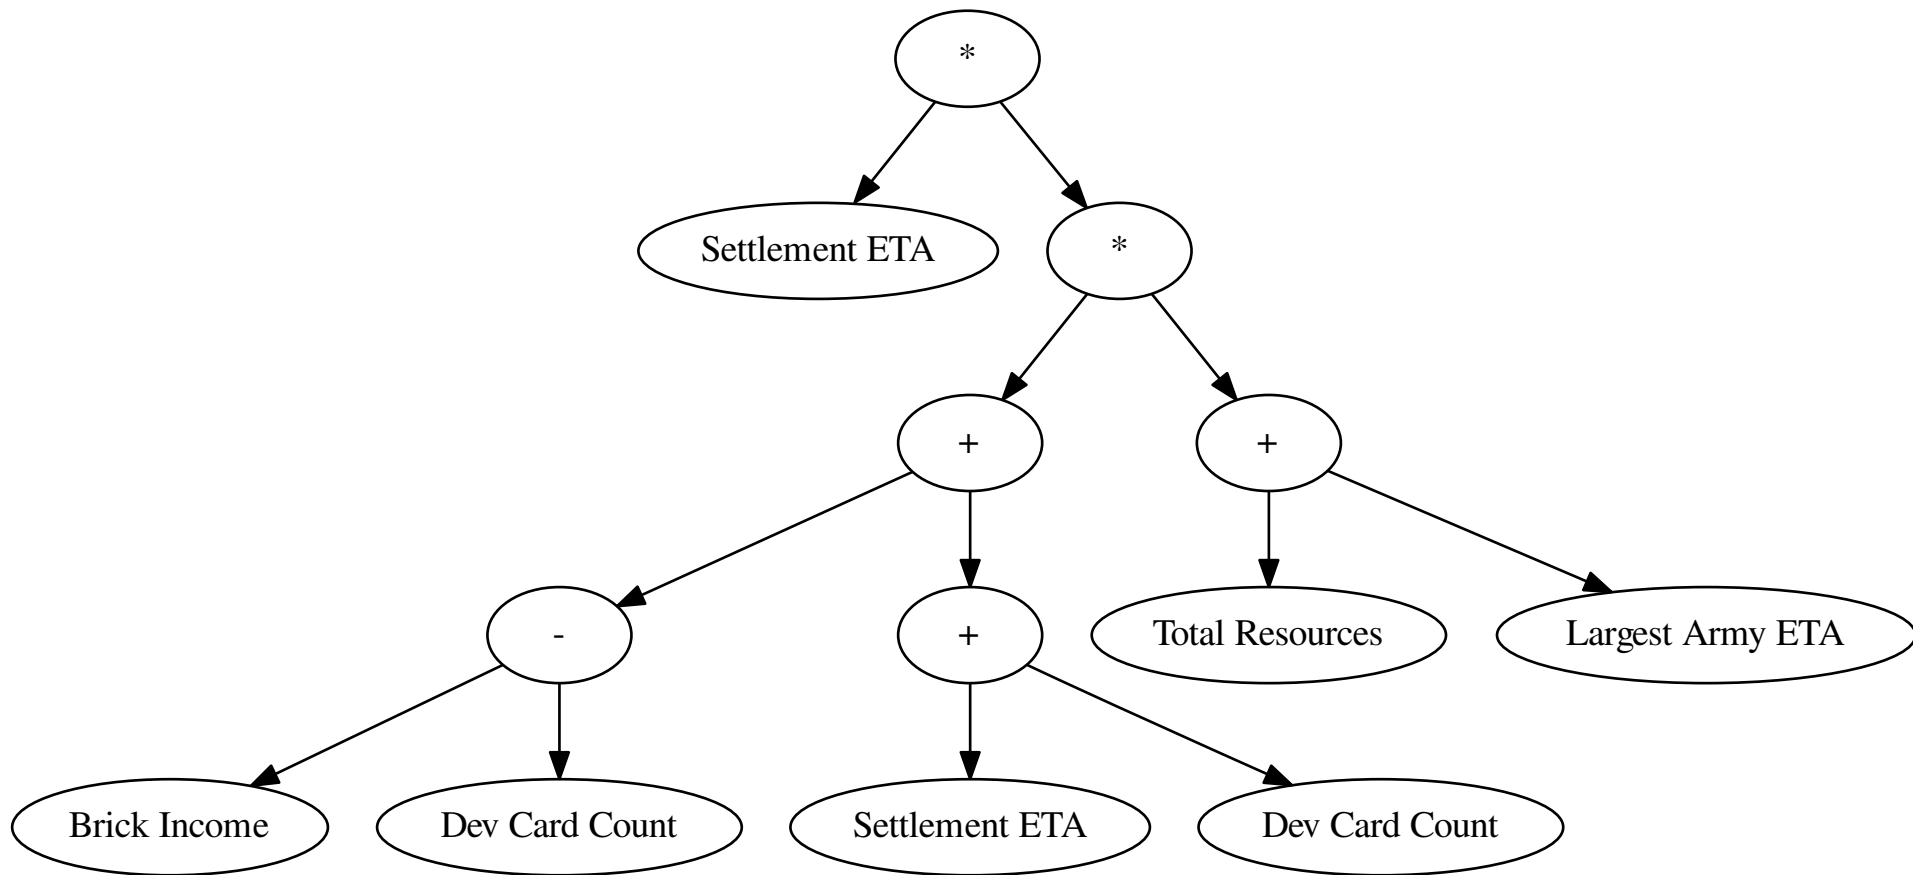 *
Settlement ETA
*
+
+
-
+
Total Resources
Largest Army ETA
Brick Income
Dev Card Count
Settlement ETA
Dev Card Count